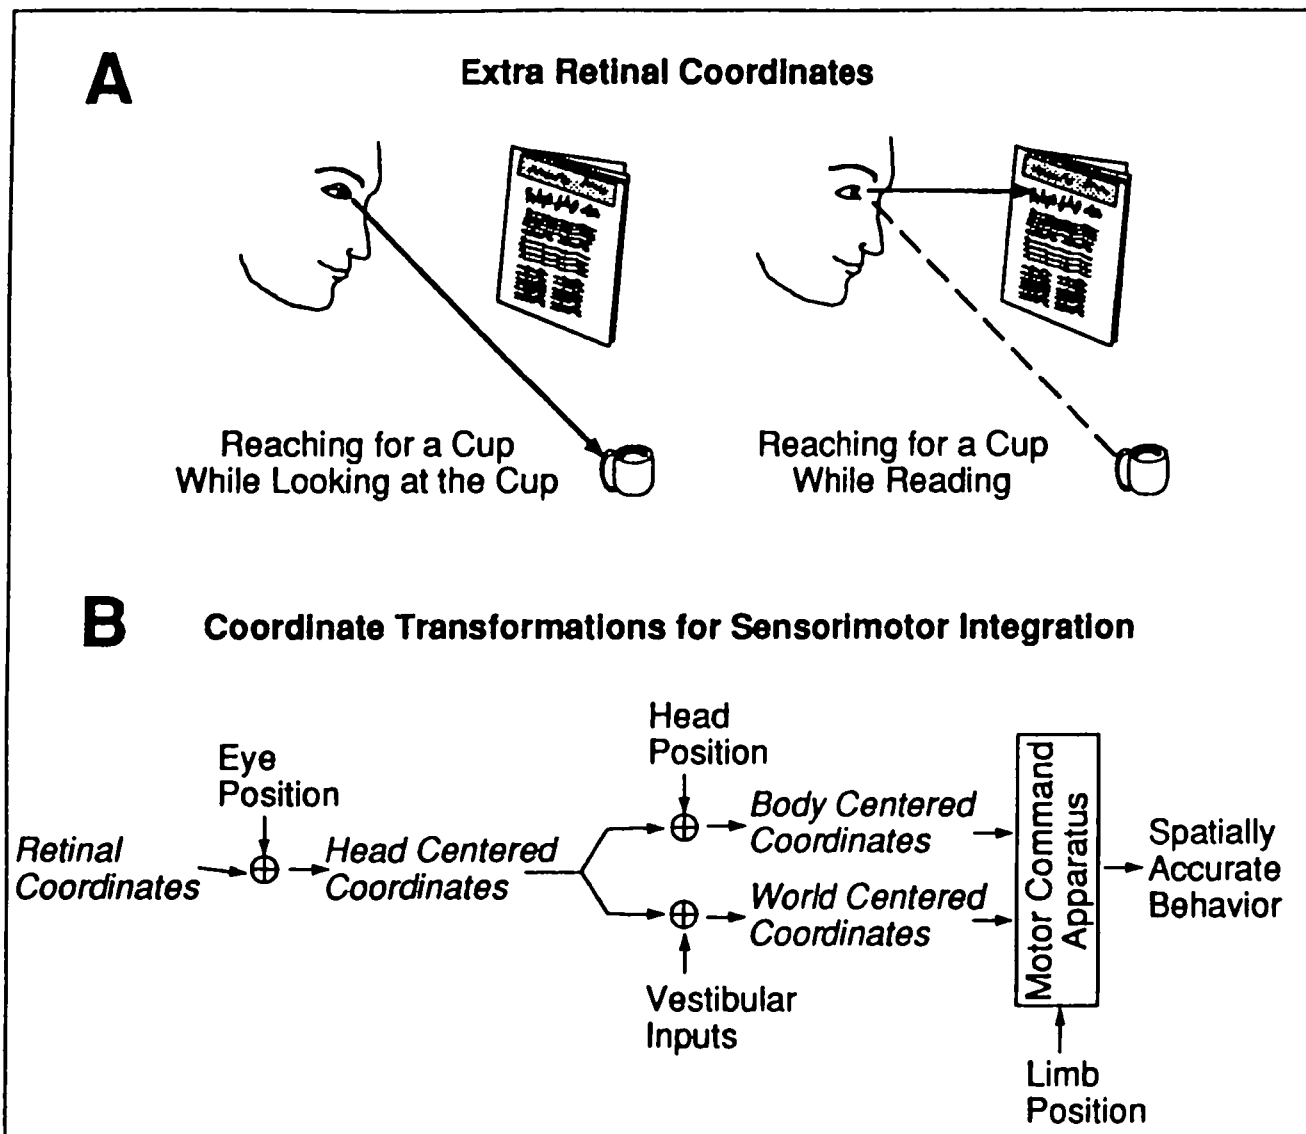 A
Extra Retinal Coordinates
Reaching for a Cup
While Looking at the Cup
Reaching for a Cup
While Reading
B
Coordinate Transformations for Sensorimotor Integration
Retinal
Coordinates
Eye
Position
Head Centered
Coordinates
Head
Position
Body Centered
Coordinates
World Centered
Coordinates
Vestibular
Inputs
Motor Command
Apparatus
Limb
Position
Spatially
Accurate
Behavior